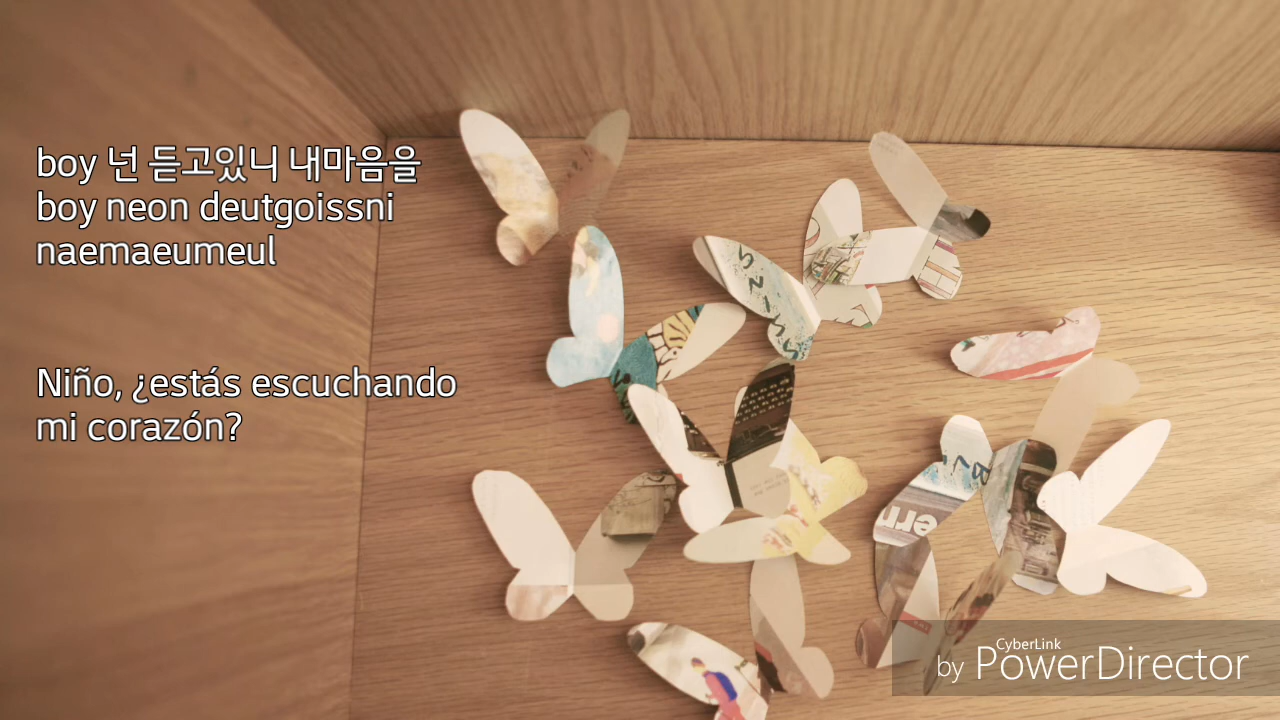 boy 넌 듣고있니 내마음을
boy neon deutgoissni
naemaeumeul
Niño, ¿estás escuchando
mi corazón?
CyberLink
by PowerDirector